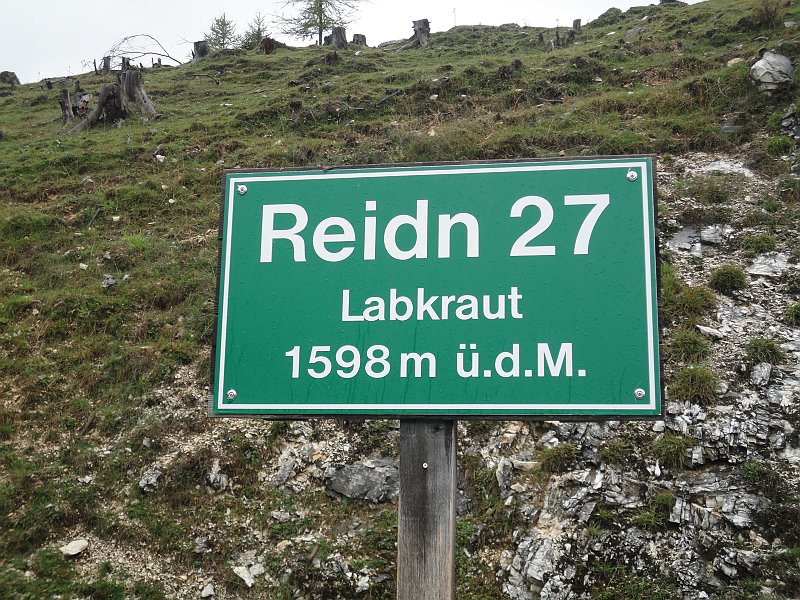 Reidn 27
Labkraut
1598 m ü.d.M.